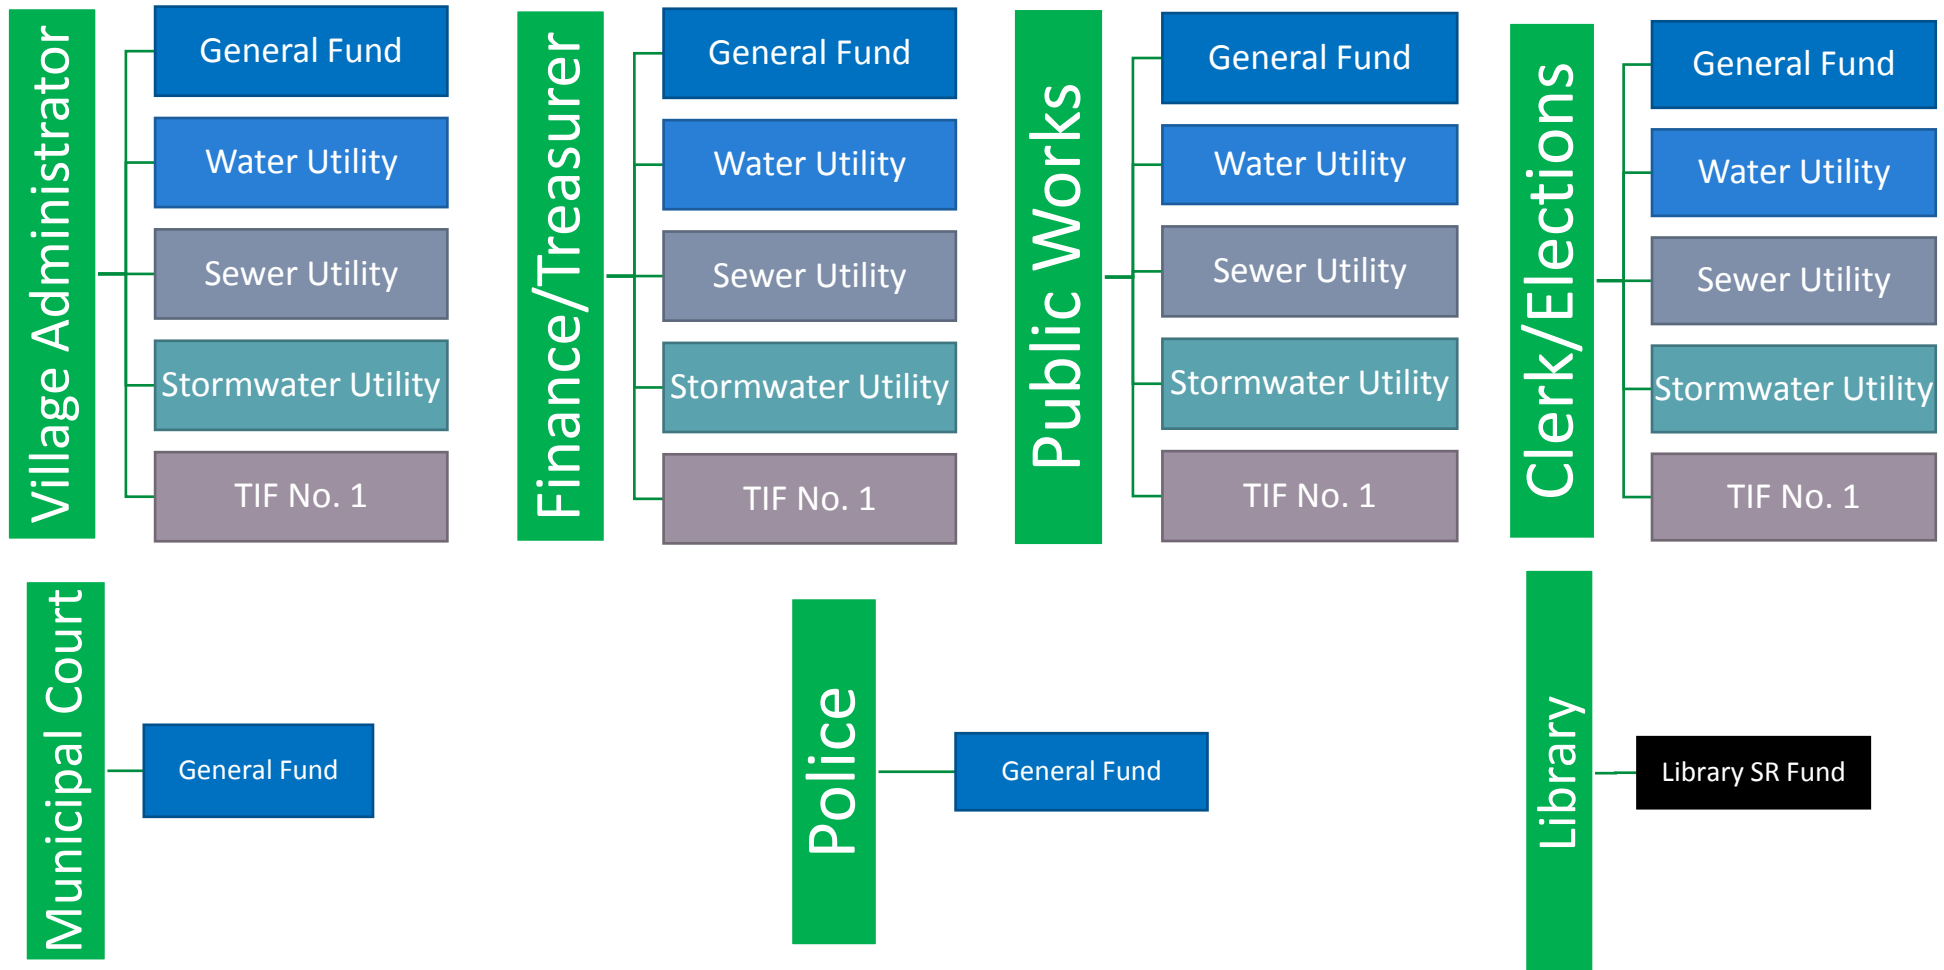 Village Administrator
General Fund
Water Utility
Sewer Utility
Stormwater Utility
TIF No. 1
Finance/Treasurer
General Fund
Water Utility
Sewer Utility
Stormwater Utility
TIF No. 1
Public Works
General Fund
Water Utility
Sewer Utility
Stormwater Utility
TIF No. 1
Clerk/Elections
General Fund
Water Utility
Sewer Utility
Stormwater Utility
TIF No. 1
Municipal Court
General Fund
Police
General Fund
Library
Library SR Fund